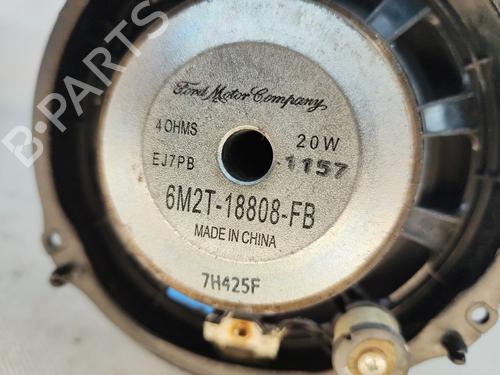 B-PARTS
Ford Motor Company
4 OHMS 20W
EJ7PB 1157
6M2T-18808-FB
MADE IN CHINA
7H425F